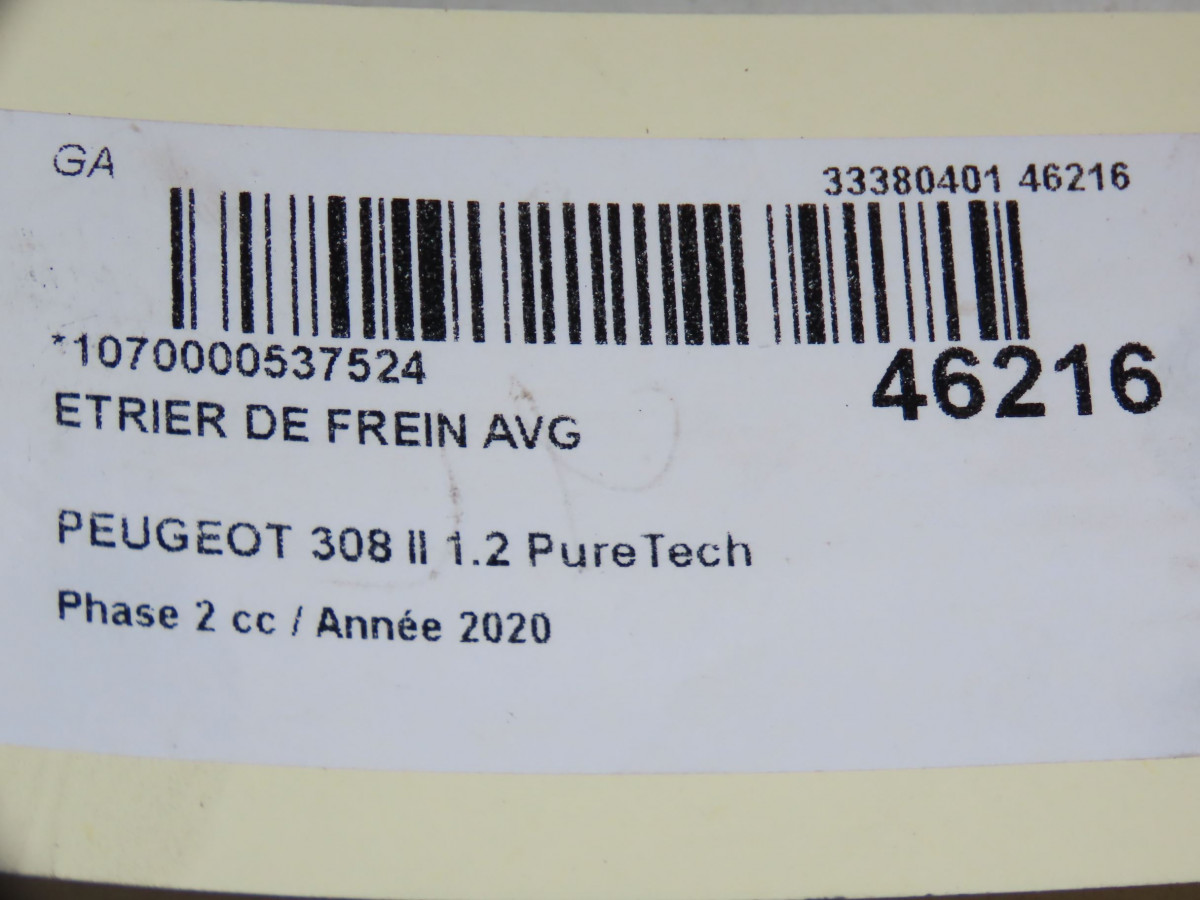 GA
33380401 46216
*1070000537524
46216
ETRIER DE FREIN AVG
PEUGEOT 308 II 1.2 PureTech
Phase 2 cc / Année 2020